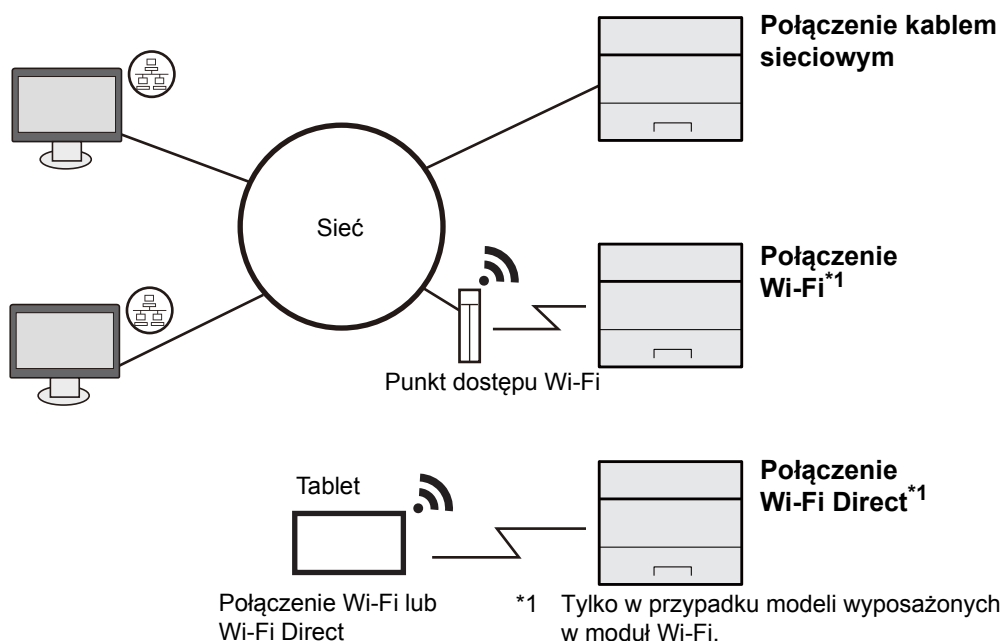 Połączenie kablem
sieciowym
Sieć
Połączenie
Wi-Fi*1
Punkt dostępu Wi-Fi
Tablet
Połączenie
Wi-Fi Direct*1
Połączenie Wi-Fi lub
Wi-Fi Direct
*1 Tylko w przypadku modeli wyposażonych
w moduł Wi-Fi.